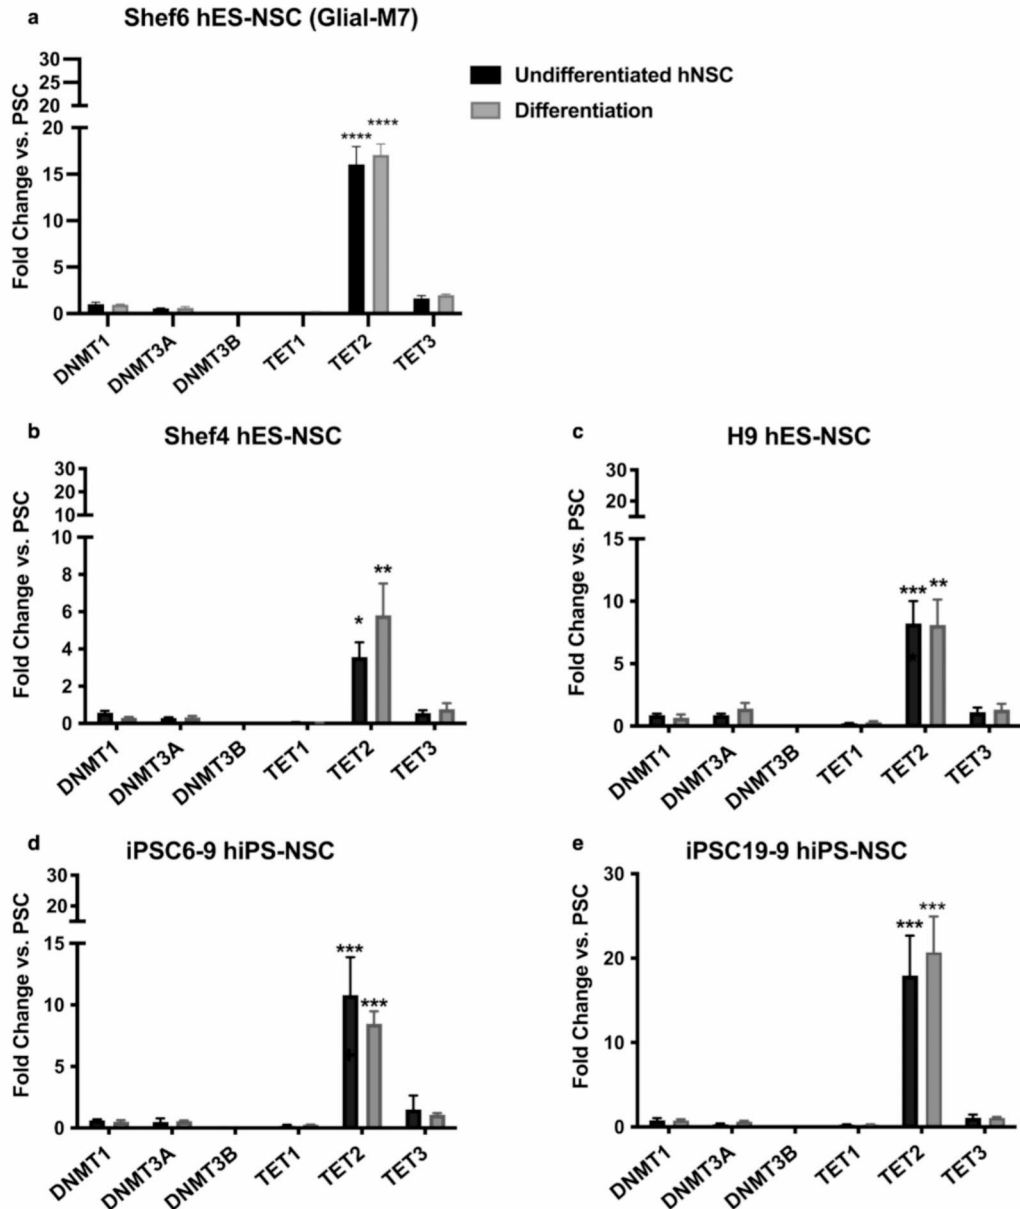 a
Shef6 hES-NSC (Glial-M7)
Undifferentiated hNSC
Differentiation
Fold Change vs. PSC
30
25
20
20
15
10
5
0
**** ****
DNMT1 DNMT3A DNMT3B TET1 TET2 TET3
b
Shef4 hES-NSC
Fold Change vs. PSC
30
20
10
10
8
6
4
2
0
* **
DNMT1 DNMT3A DNMT3B TET1 TET2 TET3
c
H9 hES-NSC
Fold Change vs. PSC
30
20
15
10
5
0
*** **
DNMT1 DNMT3A DNMT3B TET1 TET2 TET3
d
iPSC6-9 hiPS-NSC
Fold Change vs. PSC
30
20
15
10
5
0
*** ***
DNMT1 DNMT3A DNMT3B TET1 TET2 TET3
e
iPSC19-9 hiPS-NSC
Fold Change vs. PSC
30
20
10
0
*** ***
DNMT1 DNMT3A DNMT3B TET1 TET2 TET3